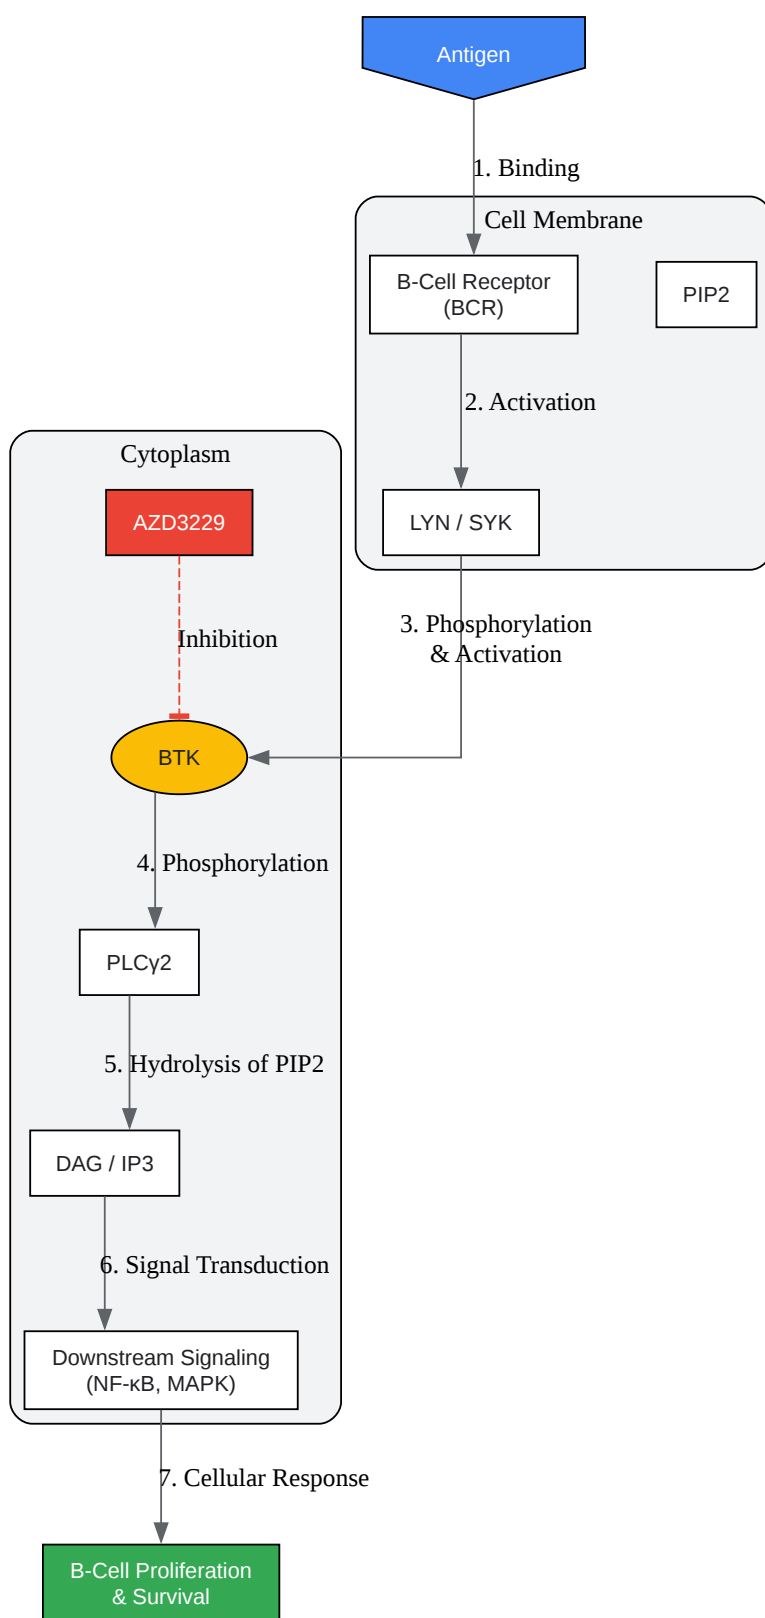 Antigen
1. Binding
Cell Membrane
B-Cell Receptor
(BCR)
PIP2
2. Activation
Cytoplasm
AZD3229
LYN / SYK
Inhibition
3. Phosphorylation
& Activation
BTK
4. Phosphorylation
PLCγ2
5. Hydrolysis of PIP2
DAG / IP3
6. Signal Transduction
Downstream Signaling
(NF-κB, MAPK)
7. Cellular Response
B-Cell Proliferation
& Survival